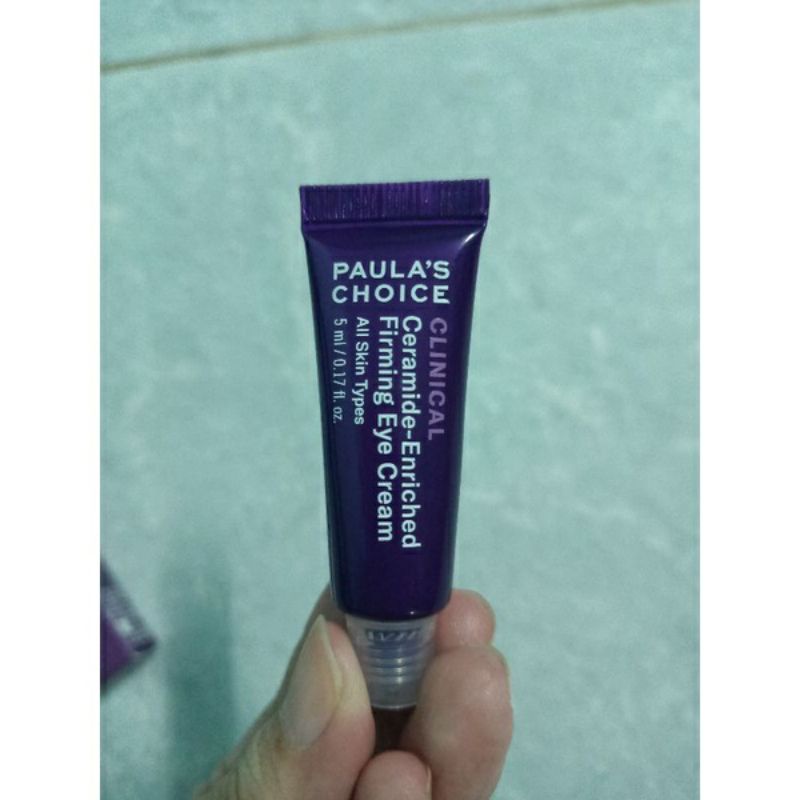 PAULA'S
CHOICE
CLINICAL
Ceramide-Enriched
Firming Eye Cream
All Skin Types
5 ml / 0.17 fl. oz.